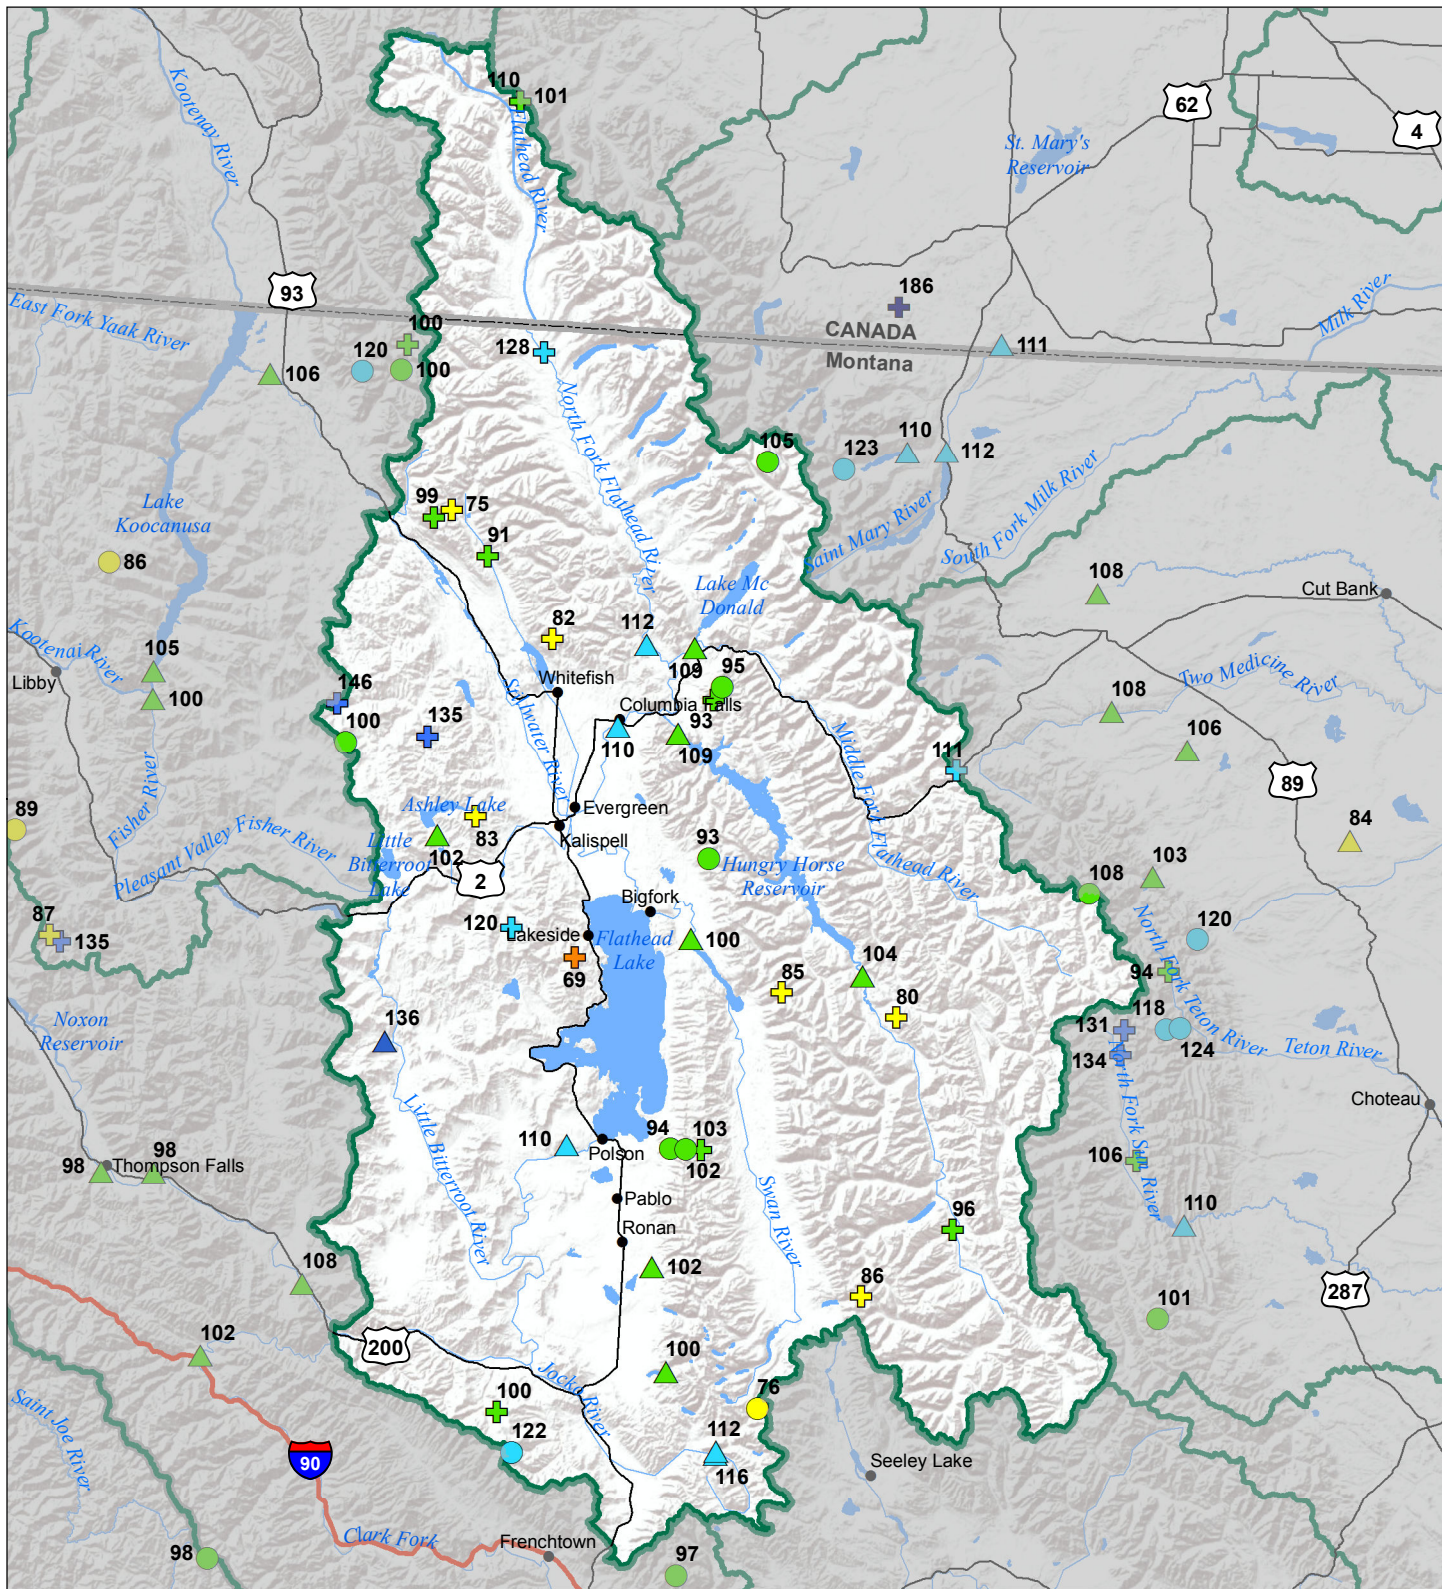 110
101
Kootenay River
Flathead River
62
4
St. Mary's
Reservoir
93
186
CANADA
Montana
Milk River
East Fork Yaak River
100
120
100
128
111
106
North Fork Flathead River
105
123
110
112
Saint Mary River
South Fork Milk River
Lake
Koocanusa
99
75
91
86
Lake Mc
Donald
108
Cut Bank
Kootenai River
Libby
105
100
82
112
109
95
Whitefish
Stillwater River
Columbia Falls
110
93
109
Two Medicine River
108
106
146
100
135
111
Middle Fork Flathead River
89
Fisher River
89
Ashley Lake
83
Evergreen
Kalispell
84
Pleasant Valley Fisher River
Little
Bitterroot
Lake
102
2
93
Hungry Horse
Reservoir
103
108
87
135
Bigfork
120
Lakeside
Flathead
Lake
69
100
85
104
80
120
94
North Fork Teton River
Noxon
Reservoir
136
131
118
134
124
Teton River
Choteau
North Fork Sun River
Little Bitterroot River
110
Polson
94
103
102
106
98
98
Thompson Falls
Pablo
Ronan
Swan River
96
110
108
102
86
287
101
102
200
Jocko River
100
76
Saint Joe River
100
122
112
116
90
Seeley Lake
Clark Fork
Frenchtown
98
97